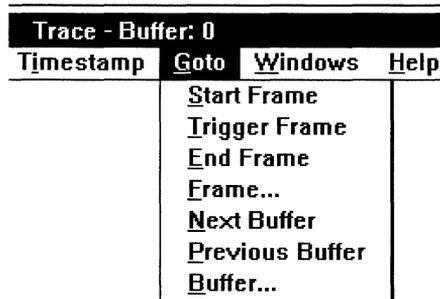 Trace - Buffer: 0
Timestamp Goto Windows Help
Start Frame
Trigger Frame
End Frame
Frame...
Next Buffer
Previous Buffer
Buffer...